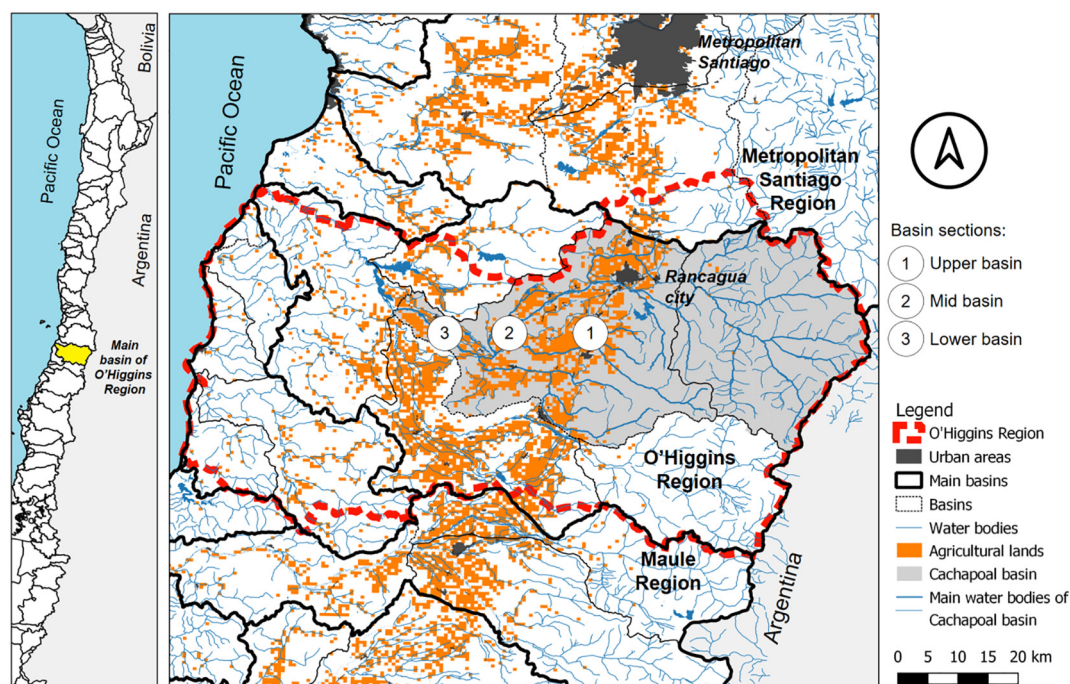 Bolivia
Pacific Ocean
Argentina
Main
basin of
O'Higgins
Region
Pacific Ocean
Metropolitan
Santiago
Metropolitan
Santiago
Region
Rancagua
city
3
2
1
O'Higgins
Region
Maule
Region
Argentina
Basin sections:
1 Upper basin
2 Mid basin
3 Lower basin
Legend
O'Higgins Region
Urban areas
Main basins
Basins
Water bodies
Agricultural lands
Cachapoal basin
Main water bodies of
Cachapoal basin
0 5 10 15 20 km